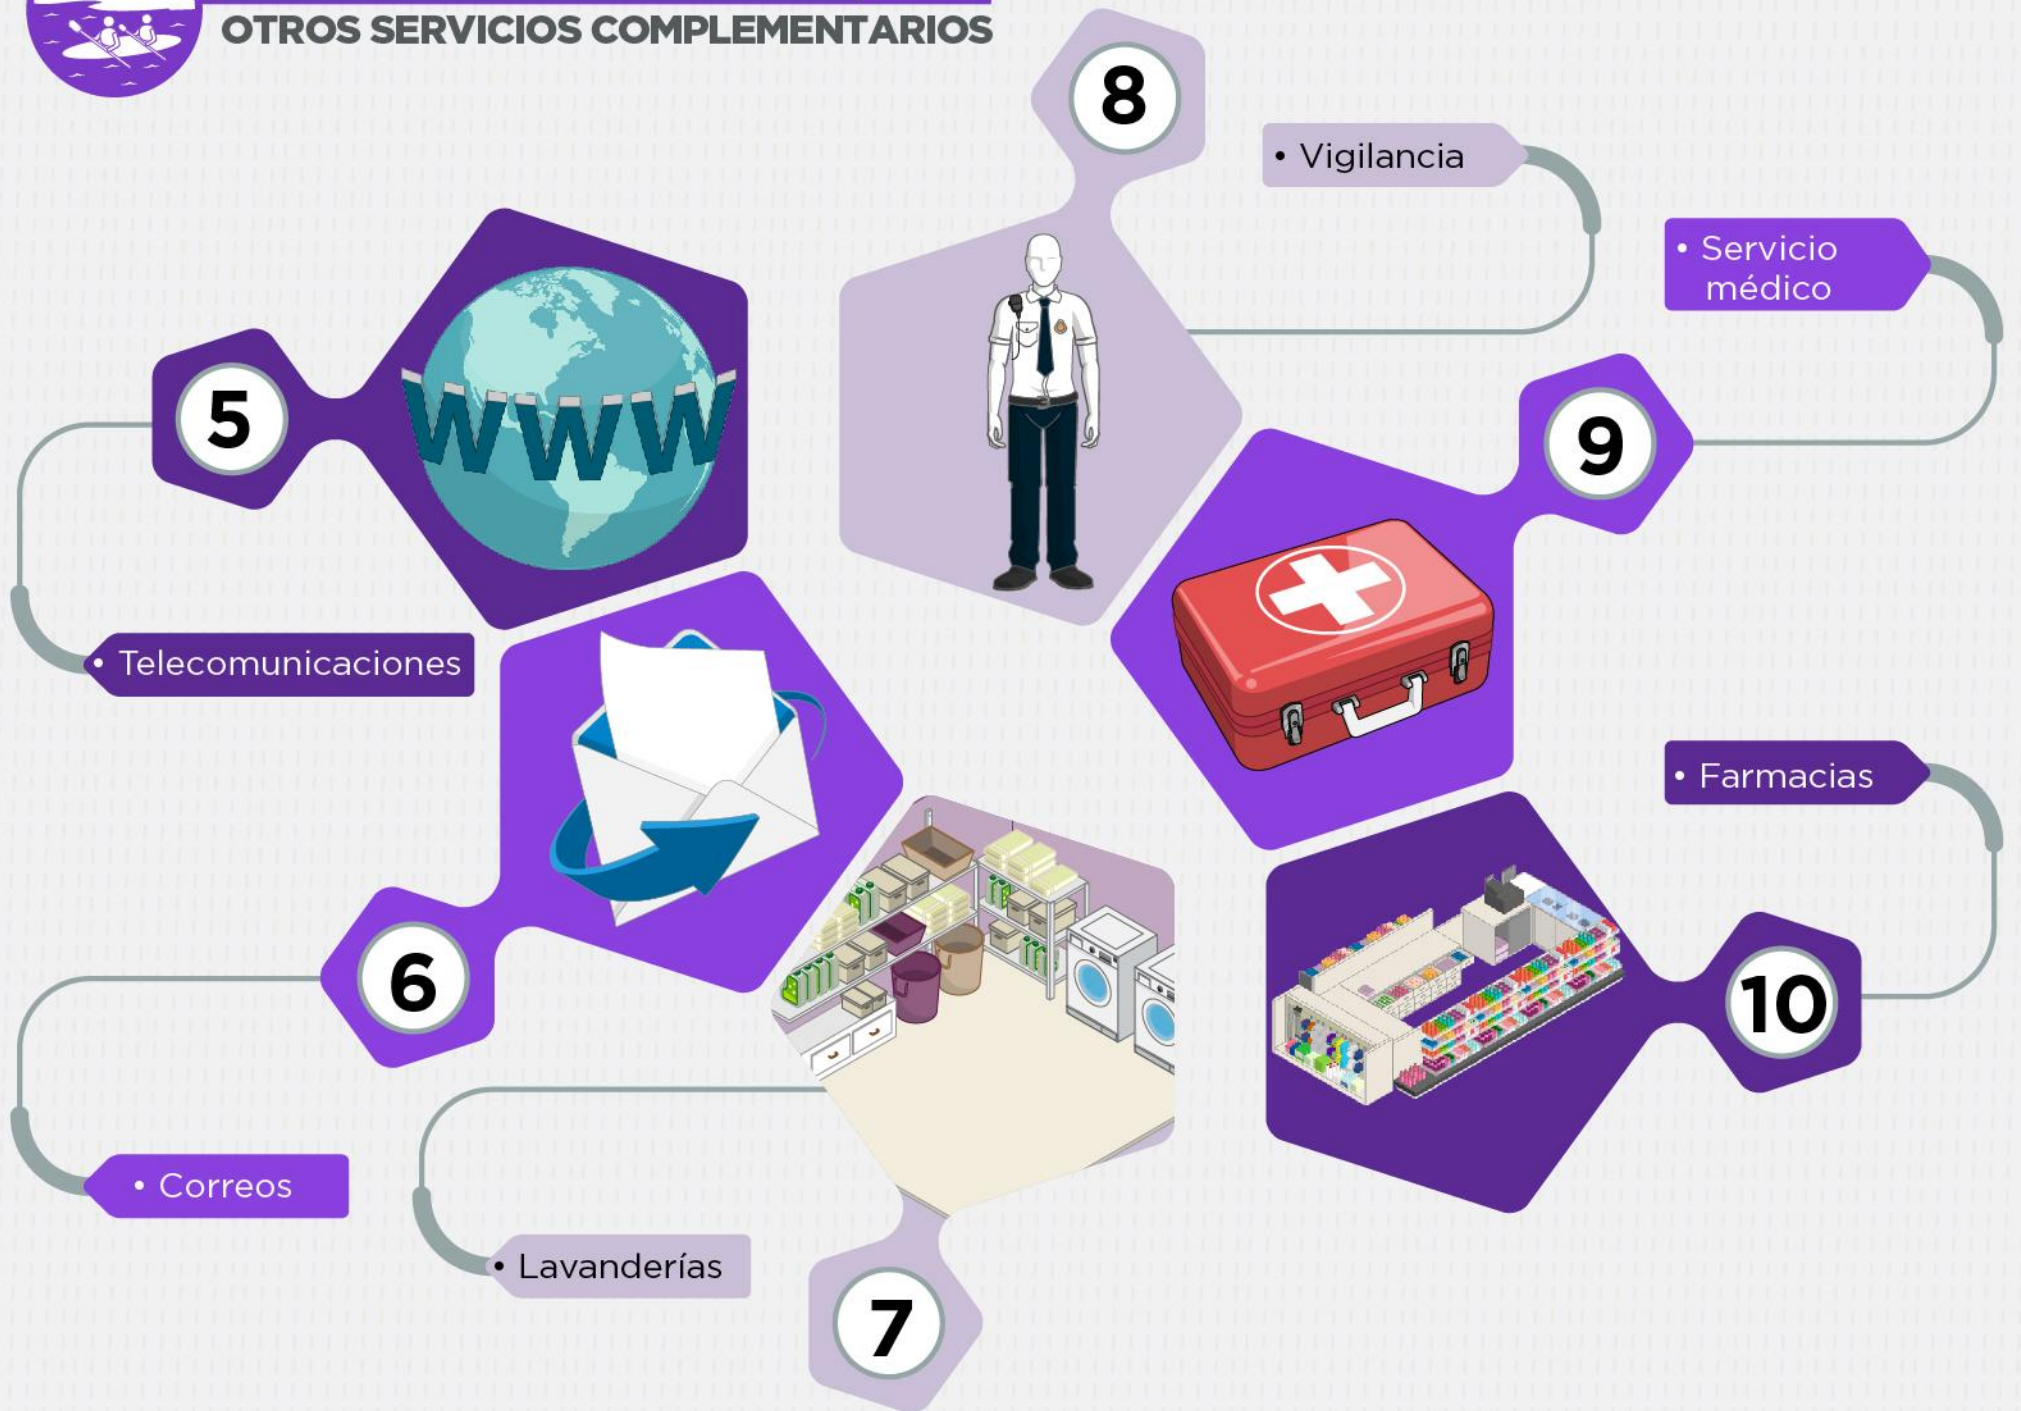 OTROS SERVICIOS COMPLEMENTARIOS
5
WWW
• Telecomunicaciones
6
• Correos
7
• Lavanderías
8
• Vigilancia
9
• Servicio
médico
10
• Farmacias